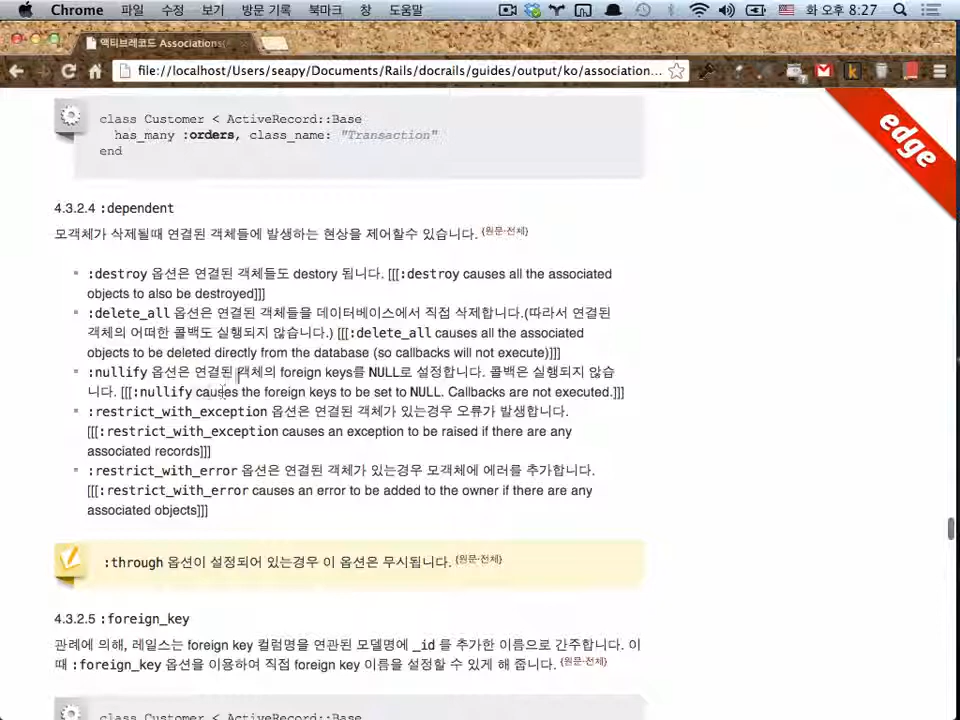 Chrome 파일 수정 보기 방문 기록 북마크 창 도움말 화 오후 8:27
액티브레코드 Associations(
file://localhost/Users/seapy/Documents/Rails/docrails/guides/output/ko/association...
edge
class Customer < ActiveRecord::Base
has_many :orders, class_name: "Transaction"
end
4.3.2.4 :dependent
모객체가 삭제될때 연결된 객체들에 발생하는 현상을 제어할수 있습니다. (원문-전체)
:destroy 옵션은 연결된 객체들도 destory 됩니다. [[[:destroy causes all the associated
objects to also be destroyed]]]
:delete_all 옵션은 연결된 객체들을 데이터베이스에서 직접 삭제합니다.(따라서 연결된
객체의 어떠한 콜백도 실행되지 않습니다.) [[[:delete_all causes all the associated
objects to be deleted directly from the database (so callbacks will not execute)]]]
:nullify 옵션은 연결된 객체의 foreign keys를 NULL로 설정합니다. 콜백은 실행되지 않습
니다. [[[:nullify causes the foreign keys to be set to NULL. Callbacks are not executed.]]]
:restrict_with_exception 옵션은 연결된 객체가 있는경우 오류가 발생합니다.
[[[:restrict_with_exception causes an exception to be raised if there are any
associated records]]]
:restrict_with_error 옵션은 연결된 객체가 있는경우 모객체에 에러를 추가합니다.
[[[:restrict_with_error causes an error to be added to the owner if there are any
associated objects]]]
:through 옵션이 설정되어 있는경우 이 옵션은 무시됩니다. (원문-전체)
4.3.2.5 :foreign_key
관례에 의해, 레일스는 foreign key 컬럼명을 연관된 모델명에 _id 를 추가한 이름으로 간주합니다. 이
때 :foreign_key 옵션을 이용하여 직접 foreign key 이름을 설정할 수 있게 해 줍니다. (원문-전체)
class Customer < ActiveRecord::Base